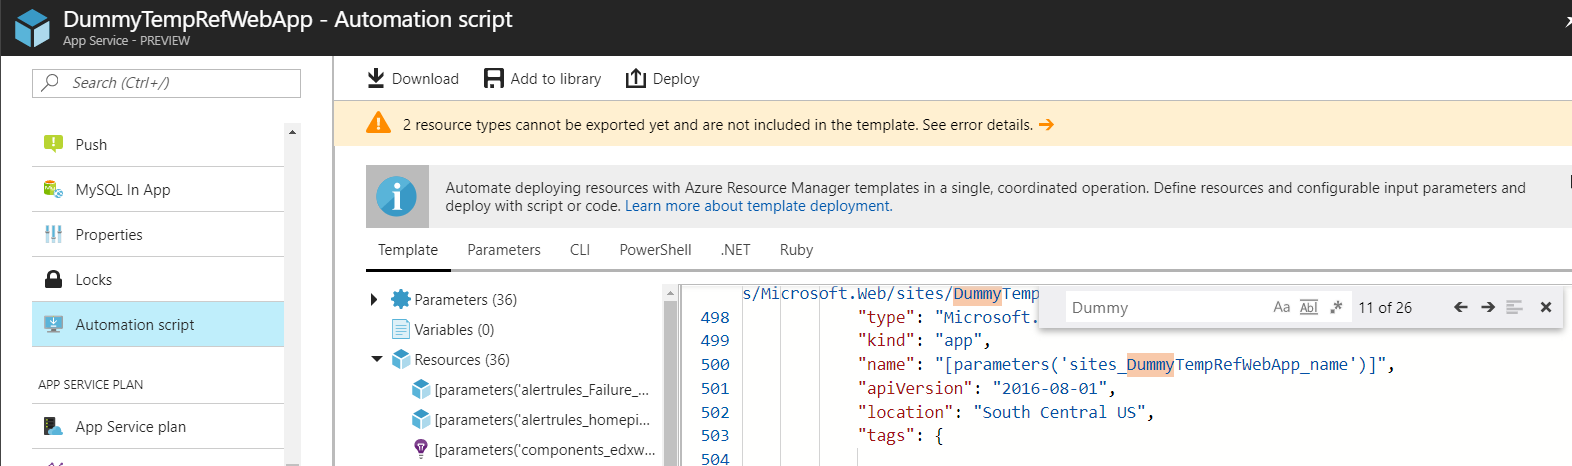 DummyTempRefWebApp - Automation script
App Service - PREVIEW
Search (Ctrl+/)
Push
MySQL In App
Properties
Locks
Automation script
APP SERVICE PLAN
App Service plan
Download
Add to library
Deploy
2 resource types cannot be exported yet and are not included in the template. See error details. →
Automate deploying resources with Azure Resource Manager templates in a single, coordinated operation. Define resources and configurable input parameters and
deploy with script or code. Learn more about template deployment.
Template Parameters CLI PowerShell .NET Ruby
Parameters (36)
Variables (0)
Resources (36)
[parameters('alertrules_Failure_...
[parameters('alertrules_homepi...
[parameters('components_edxw...
s/Microsoft.Web/sites/DummyTemp
498 "type": "Microsoft.
499 "kind": "app",
500 "name": "[parameters('sites_DummyTempRefWebApp_name')]",
501 "apiVersion": "2016-08-01",
502 "location": "South Central US",
503 "tags": {
504
Dummy Aa Abl .* 11 of 26